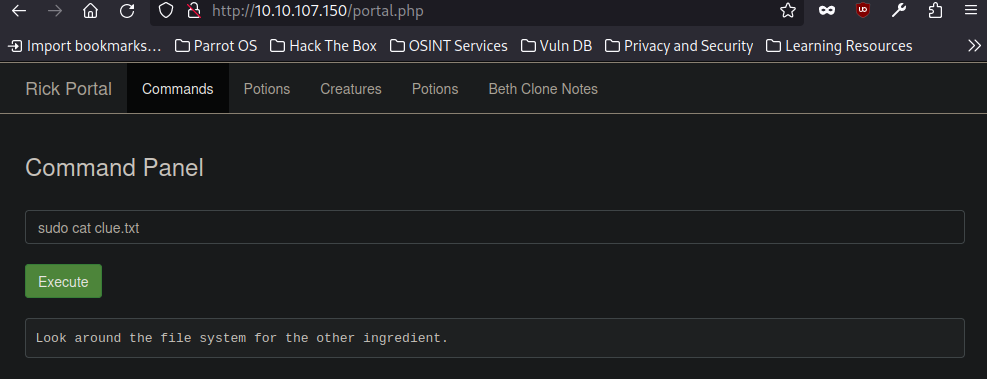 http://10.10.107.150/portal.php
Import bookmarks… Parrot OS Hack The Box OSINT Services Vuln DB Privacy and Security Learning Resources
Rick Portal Commands Potions Creatures Potions Beth Clone Notes
Command Panel
sudo cat clue.txt
Execute
Look around the file system for the other ingredient.